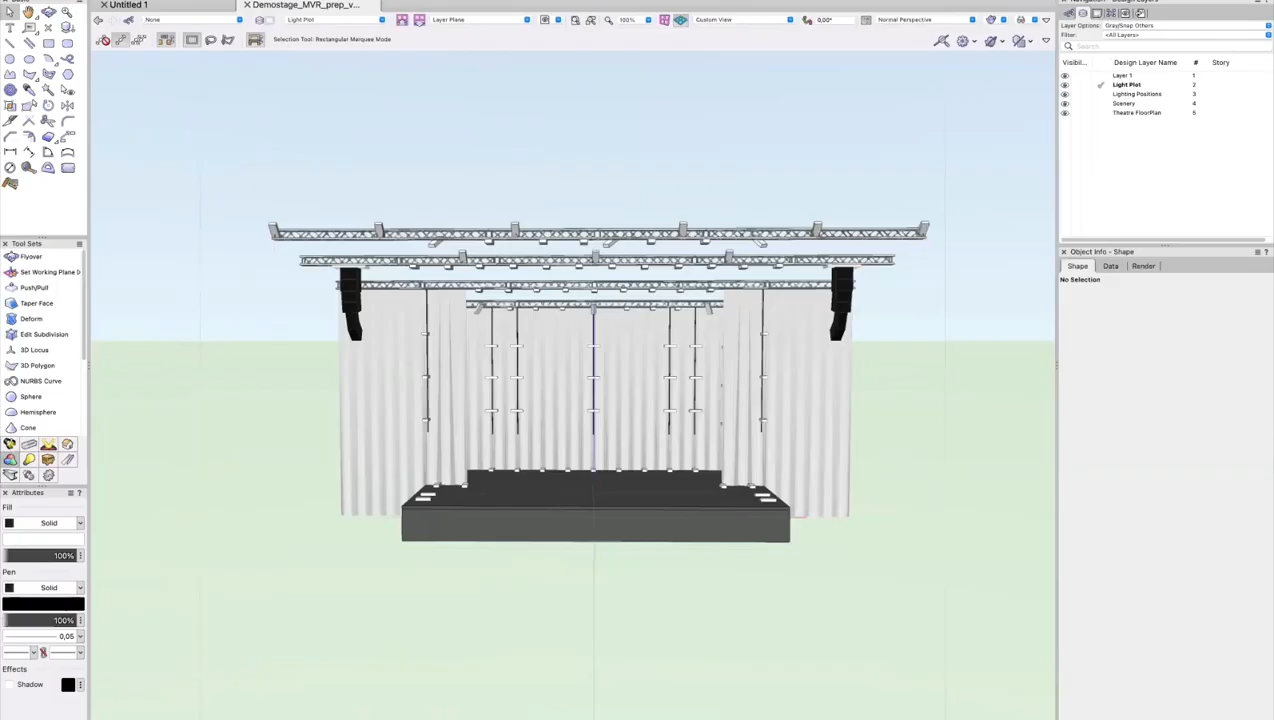 Untitled 1
Demostage_MVR_prep_v...
None
Light Plot
Layer Plane
100%
Custom View
0,00°
Normal Perspective
Selection Tool: Rectangular Marquee Mode
Layer Options:
Gray/Snap Others
Filter:
<All Layers>
Search
Visibil...
Design Layer Name
#
Story
Layer 1
1
Light Plot
2
Lighting Positions
3
Scenery
4
Theatre FloorPlan
5
Object Info - Shape
Shape
Data
Render
No Selection
Tool Sets
Flyover
Set Working Plane
Push/Pull
Taper Face
Deform
Edit Subdivision
3D Locus
3D Polygon
NURBS Curve
Sphere
Hemisphere
Cone
Attributes
Fill
Solid
100%
Pen
Solid
100%
0,05
Effects
Shadow